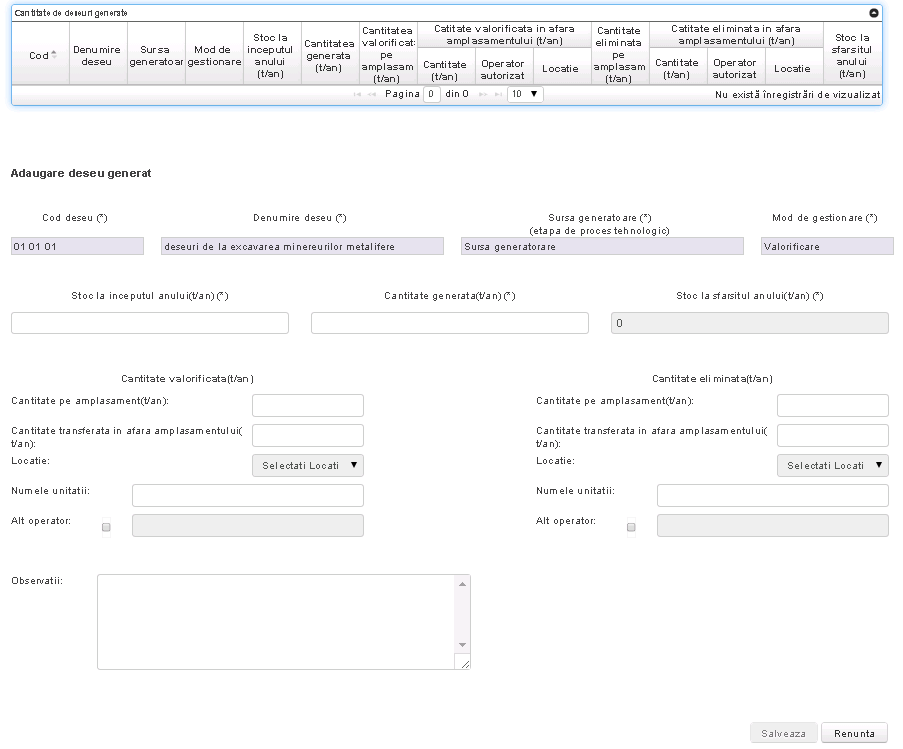 Cantitate de deseuri generate
Cod
Denumire deseu
Sursa generatoar
Mod de gestionare
Stoc la inceputul anului (t/an)
Cantitatea generata (t/an)
Cantitatea valorificat: pe amplasam (t/an)
Catitate valorificata in afara amplasamentului (t/an)
Cantitate (t/an)
Operator autorizat
Locatie
Cantitate eliminata pe amplasam (t/an)
Catitate eliminata in afara amplasamentului (t/an)
Cantitate (t/an)
Operator autorizat
Locatie
Stoc la sfarsitul anului (t/an)
Pagina 0 din 0 10 Nu există înregistrări de vizualizat
Adaugare deseu generat
Cod deseu (*) Denumire deseu (*) Sursa generatoare (*) Mod de gestionare (*)
(etapa de proces tehnologic)
01 01 01 deseuri de la excavarea minereurilor metalifere Sursa generatorare Valorificare
Stoc la inceputul anului(t/an) (*) Cantitate generata(t/an) (*) Stoc la sfarsitul anului(t/an) (*)
0
Cantitate valorificata(t/an)
Cantitate pe amplasament(t/an):
Cantitate transferata in afara amplasamentului(
t/an):
Locatie: Selectati Locati
Numele unitatii:
Alt operator:
Cantitate eliminata(t/an)
Cantitate pe amplasament(t/an):
Cantitate transferata in afara amplasamentului(
t/an):
Locatie: Selectati Locati
Numele unitatii:
Alt operator:
Observatii:
Salveaza Renunta